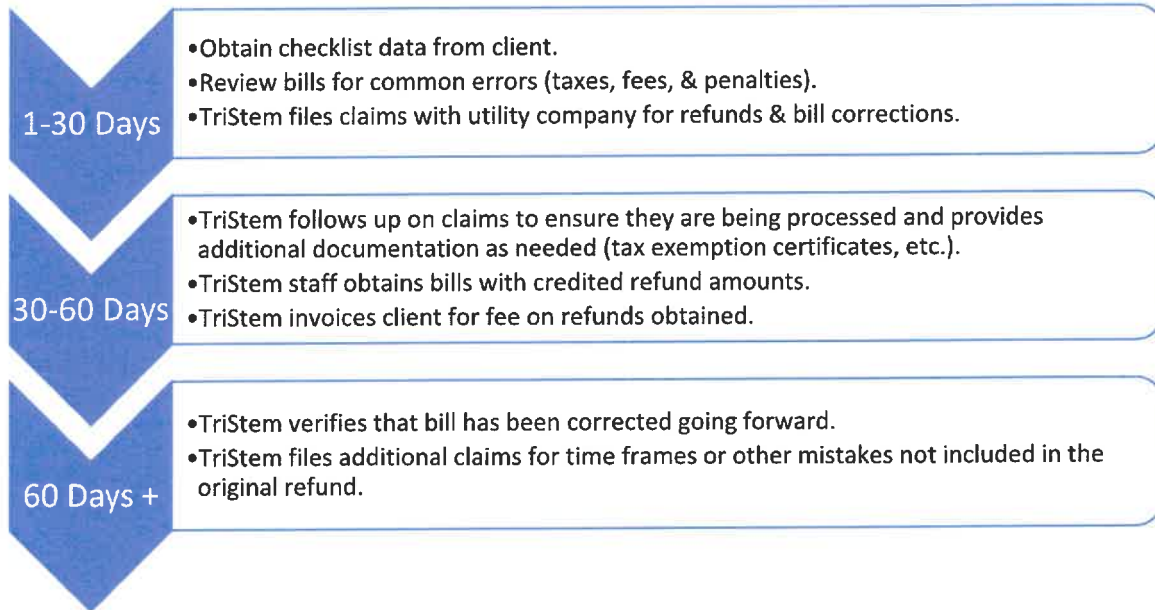 1-30 Days
•Obtain checklist data from client.
•Review bills for common errors (taxes, fees, & penalties).
•TriStem files claims with utility company for refunds & bill corrections.
30-60 Days
•TriStem follows up on claims to ensure they are being processed and provides
additional documentation as needed (tax exemption certificates, etc.).
•TriStem staff obtains bills with credited refund amounts.
•TriStem invoices client for fee on refunds obtained.
60 Days +
•TriStem verifies that bill has been corrected going forward.
•TriStem files additional claims for time frames or other mistakes not included in the
original refund.